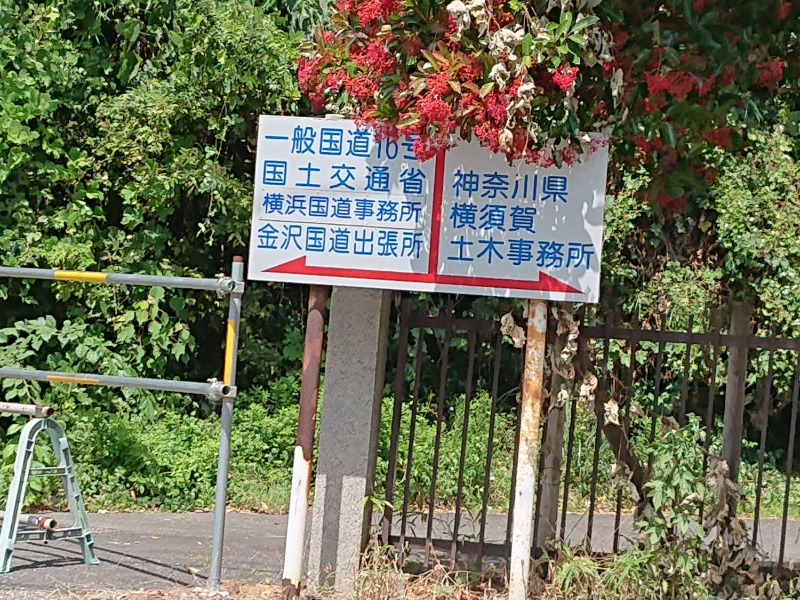 一般国道16号
国土交通省
横浜国道事務所
金沢国道出張所
神奈川県
横須賀
土木事務所